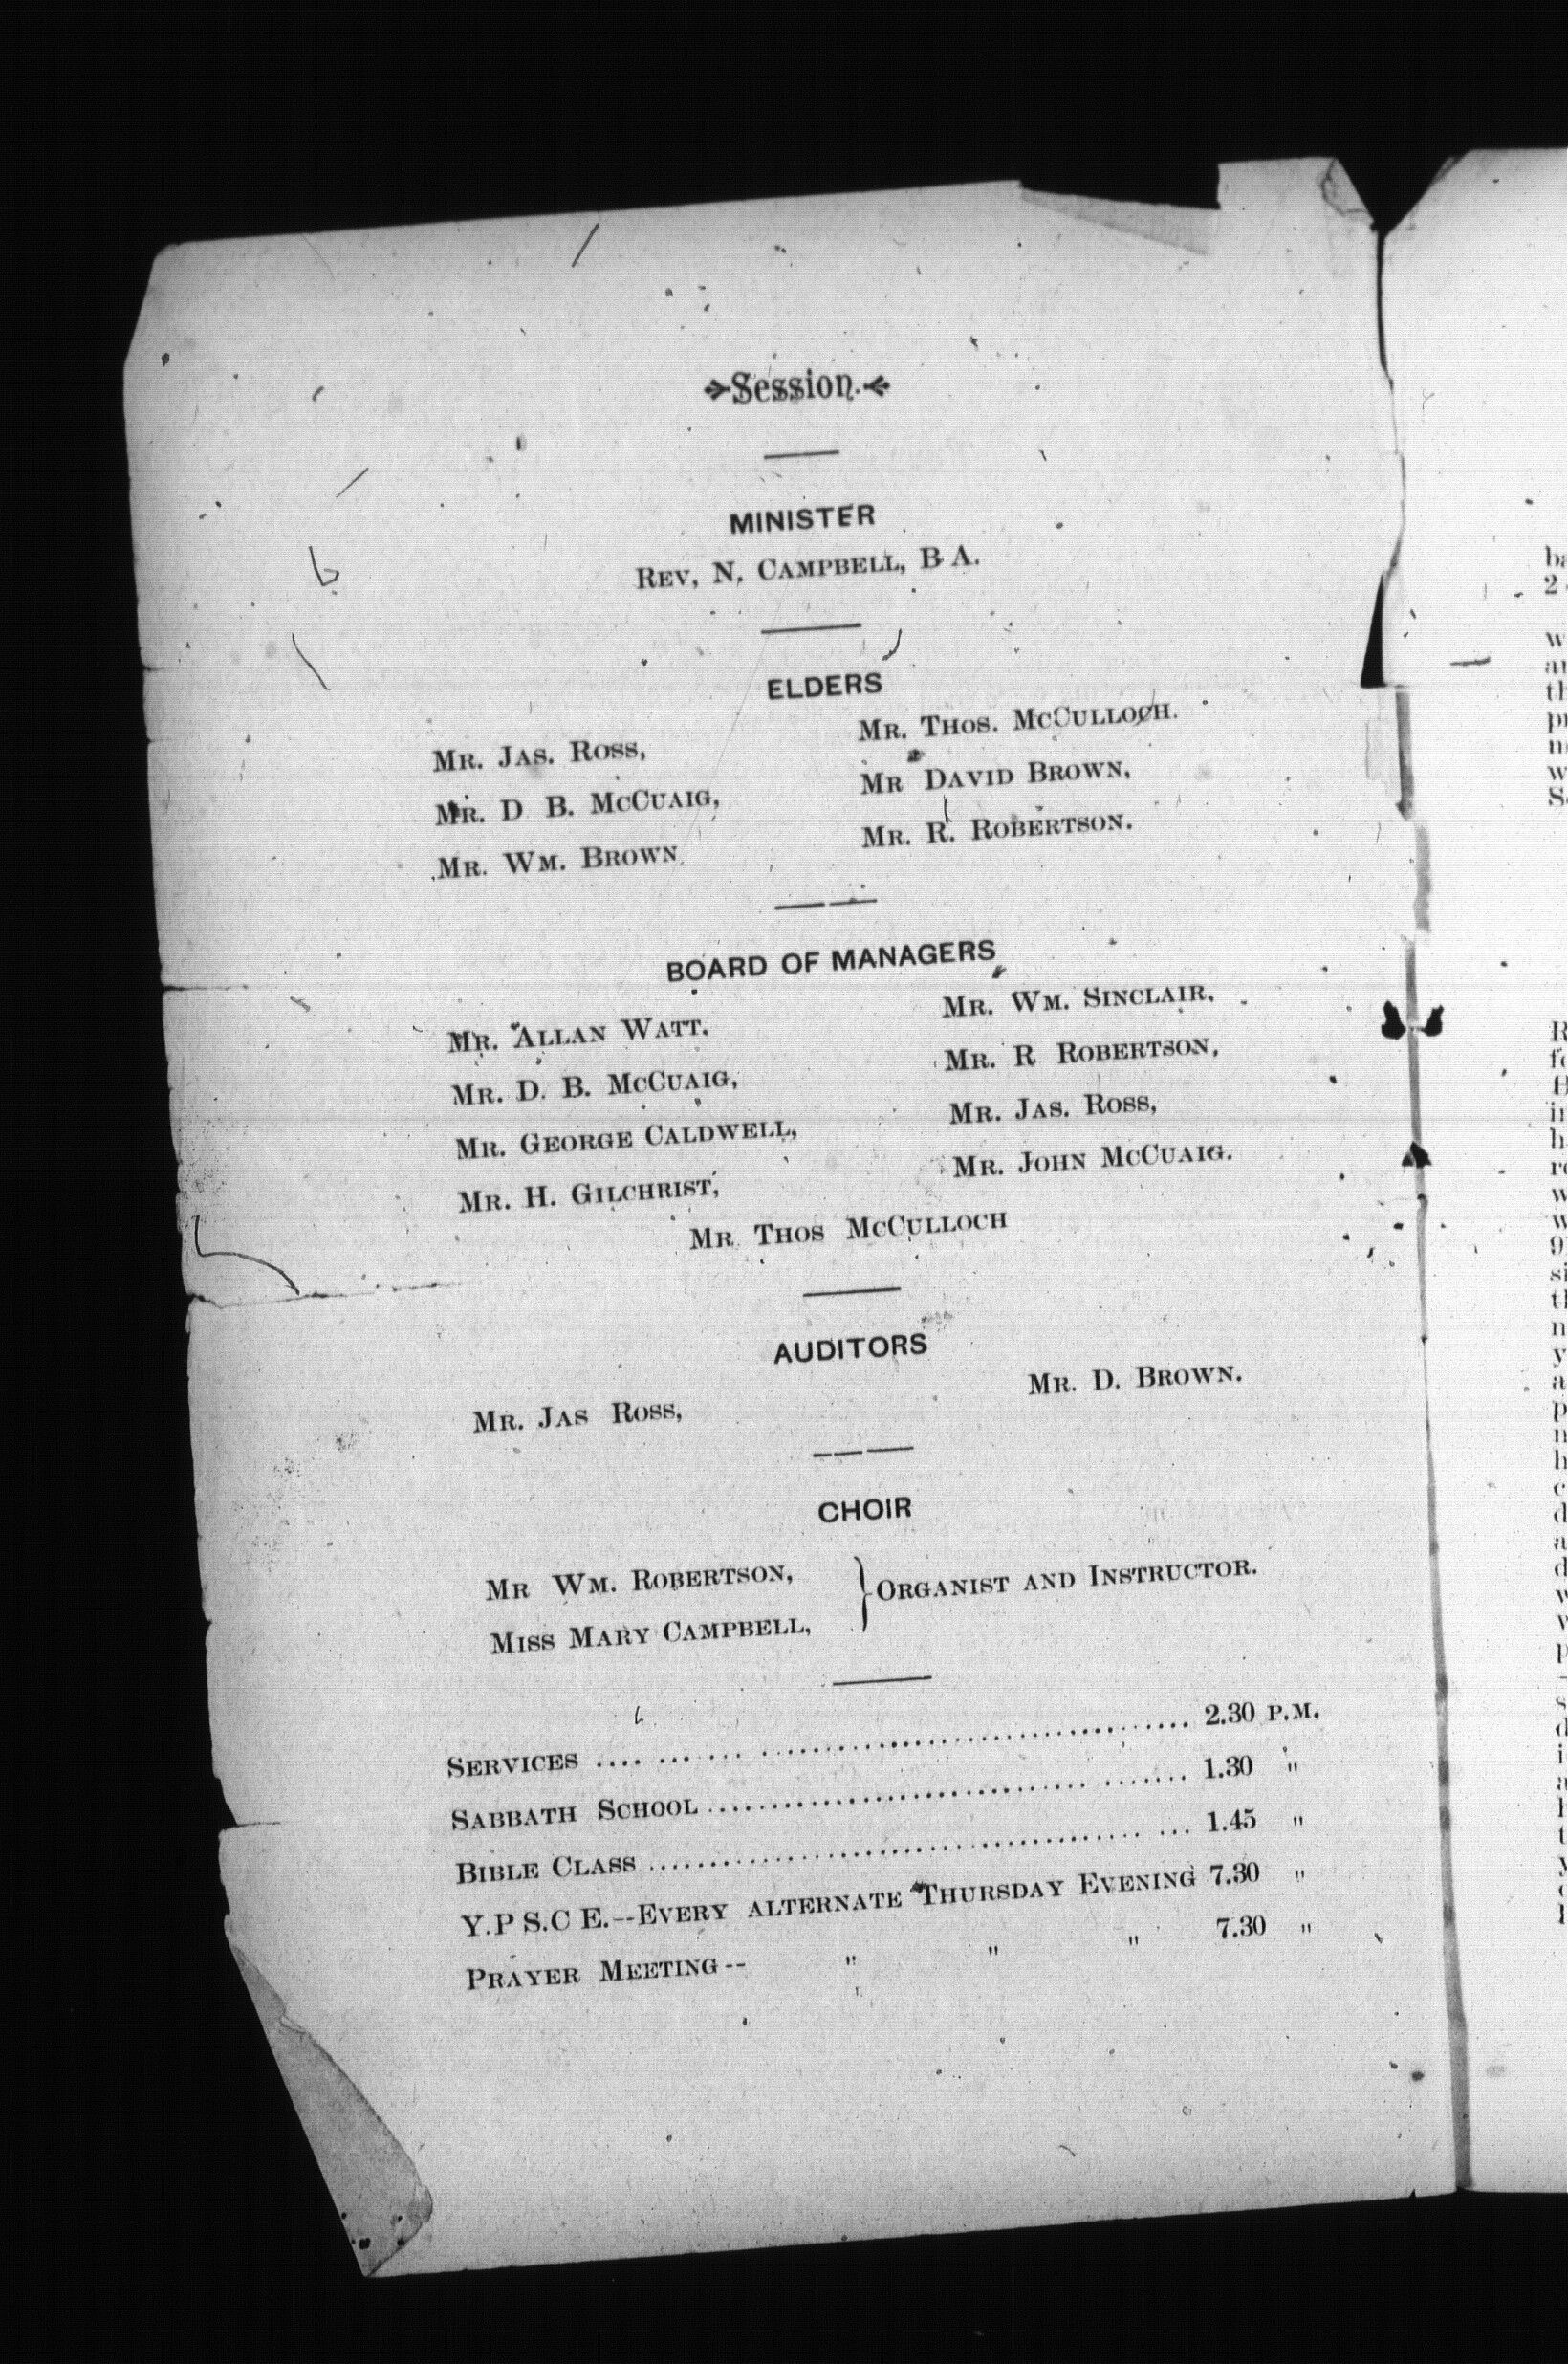 Session.
MINISTER
REV, N. CAMPBELL, B A.
ELDERS
MR. JAS. ROSS, MR. THOS. MCCULLOCH.
MR. D B. MCCUAIG, MR DAVID BROWN,
MR. WM. BROWN MR. R. ROBERTSON.
BOARD OF MANAGERS
MR. ALLAN WATT. MR. WM. SINCLAIR,
MR. D. B. MCCUAIG, MR. R ROBERTSON,
MR. GEORGE CALDWELL, MR. JAS. ROSS,
MR. H. GILCHRIST, MR. JOHN MCCUAIG.
MR THOS MCCULLOCH
AUDITORS
MR. JAS ROSS, MR. D. BROWN.
CHOIR
MR WM. ROBERTSON,
MISS MARY CAMPBELL, } ORGANIST AND INSTRUCTOR.
SERVICES .... ... ... ................................ 2.30 P.M.
SABBATH SCHOOL ................................ ....... 1.30 "
BIBLE CLASS ........................................ ... 1.45 "
Y.P S.C E.--EVERY ALTERNATE THURSDAY EVENING 7.30 "
PRAYER MEETING-- " " " 7.30 "